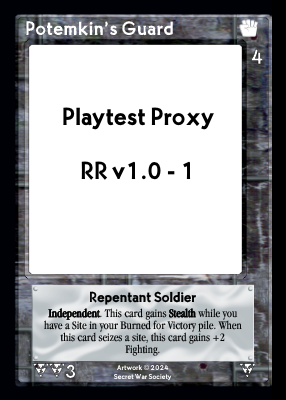 Potemkin's Guard
4
Playtest Proxy
RR v1.0 - 1
Repentant Soldier
Independent. This card gains Stealth while you
have a Site in your Burned for Victory pile. When
this card seizes a site, this card gains +2
Fighting.
3
Artwork © 2024
Secret War Society